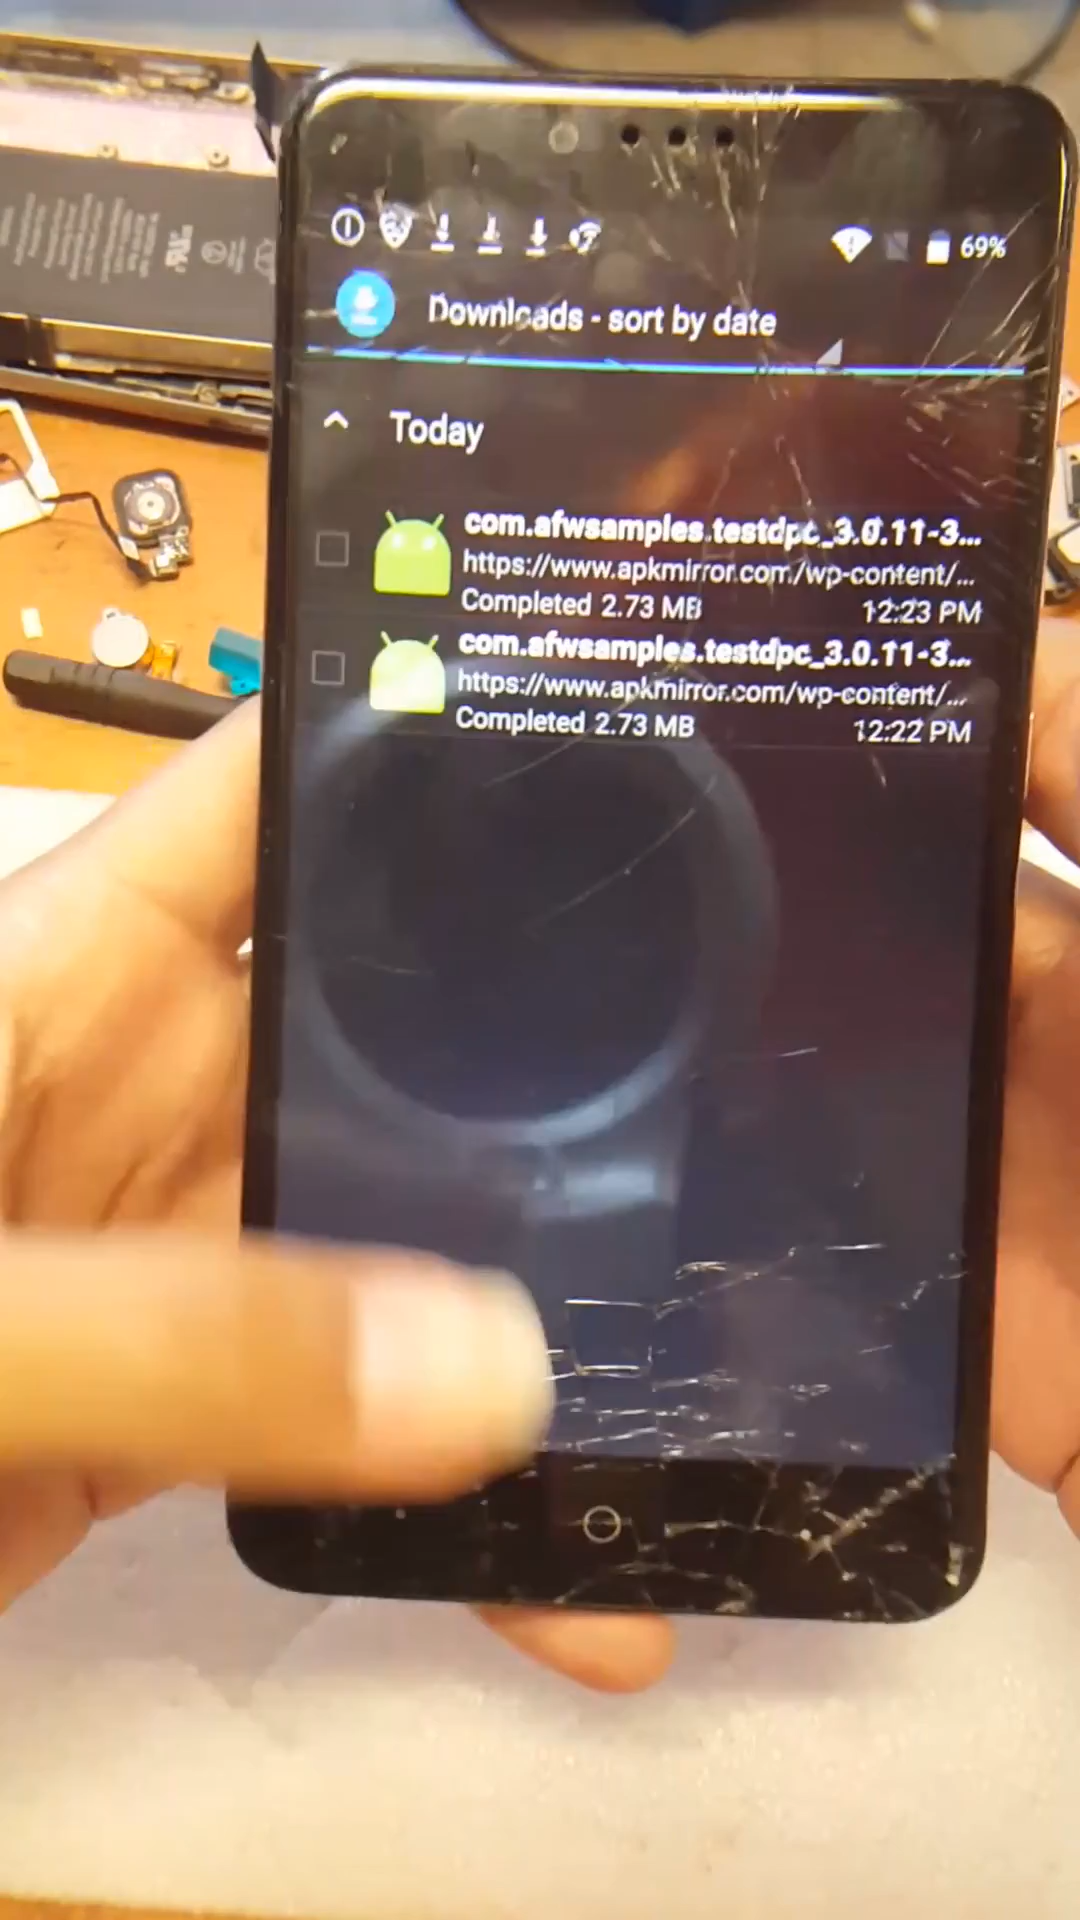 69%
Downloads - sort by date
Today
com.afwsamples.testdpc_3.0.11-3...
https://www.apkmirror.com/wp-content/...
Completed 2.73 MB 12:23 PM
com.afwsamples.testdpc_3.0.11-3...
https://www.apkmirror.com/wp-content/...
Completed 2.73 MB 12:22 PM